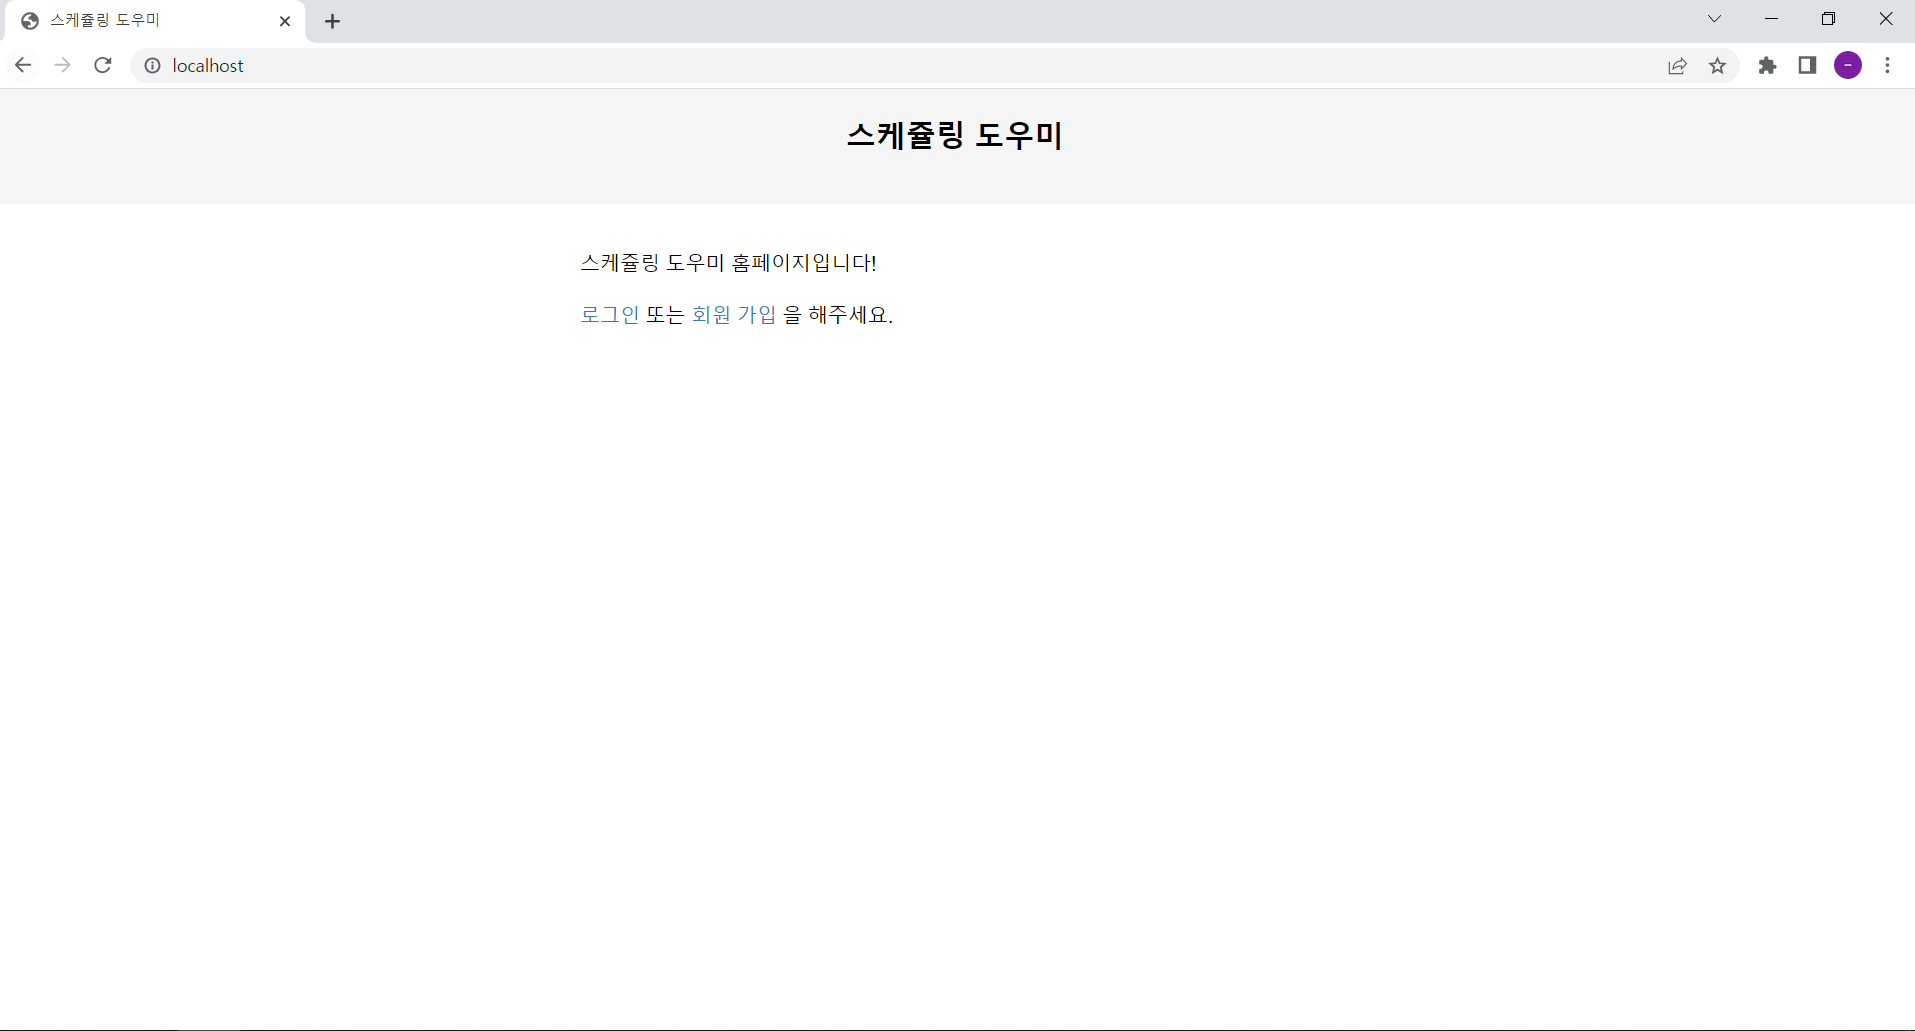 스케쥴링 도우미
localhost
스케쥴링 도우미
스케쥴링 도우미 홈페이지입니다!
로그인 또는 회원 가입 을 해주세요.